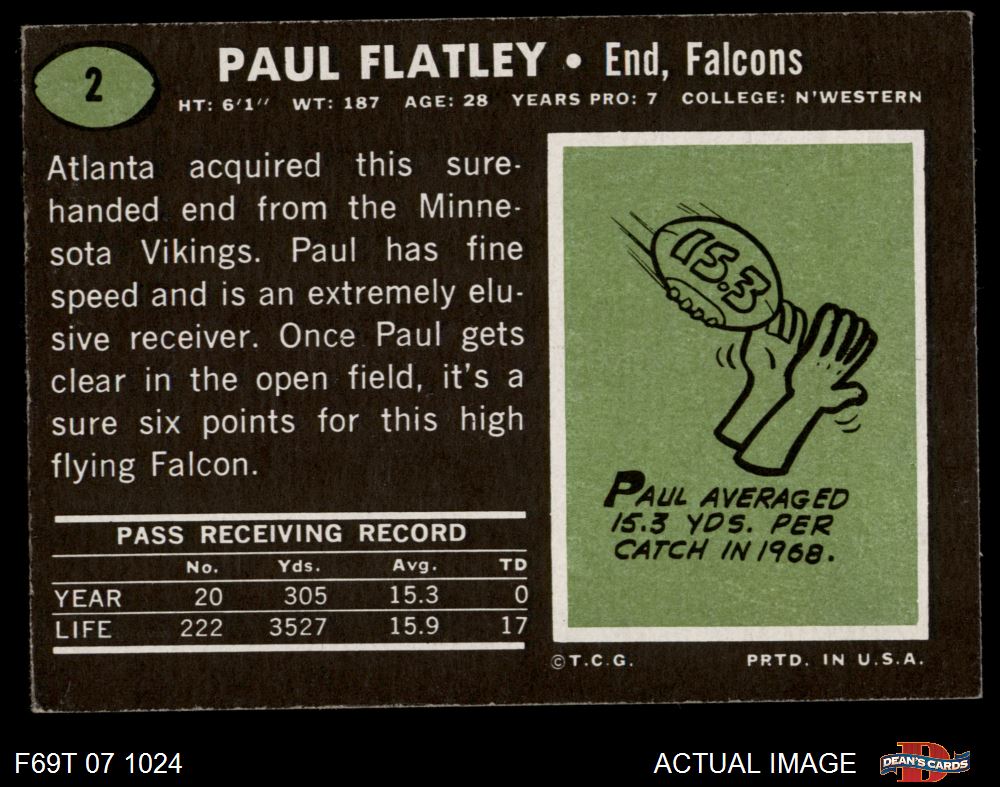 2
PAUL FLATLEY • End, Falcons
HT: 6'1" WT: 187 AGE: 28 YEARS PRO: 7 COLLEGE: N'WESTERN
Atlanta acquired this sure-
handed end from the Minne-
sota Vikings. Paul has fine
speed and is an extremely elu-
sive receiver. Once Paul gets
clear in the open field, it's a
sure six points for this high
flying Falcon.
PASS RECEIVING RECORD
No. Yds. Avg. TD
YEAR 20 305 15.3 0
LIFE 222 3527 15.9 17
15.3
PAUL AVERAGED
15.3 YDS. PER
CATCH IN 1968.
©T.C.G. PRTD. IN U.S.A.
F69T 07 1024 ACTUAL IMAGE
D
DEAN'S CARDS